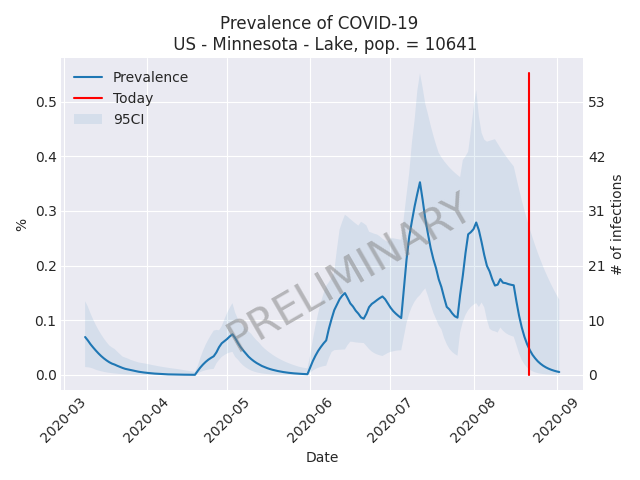 Prevalence of COVID-19
US - Minnesota - Lake, pop. = 10641
Prevalence
Today
95CI
PRELIMINARY
%
0.5
0.4
0.3
0.2
0.1
0.0
53
42
31
21
10
0
# of infections
2020-03
2020-04
2020-05
2020-06
2020-07
2020-08
2020-09
Date